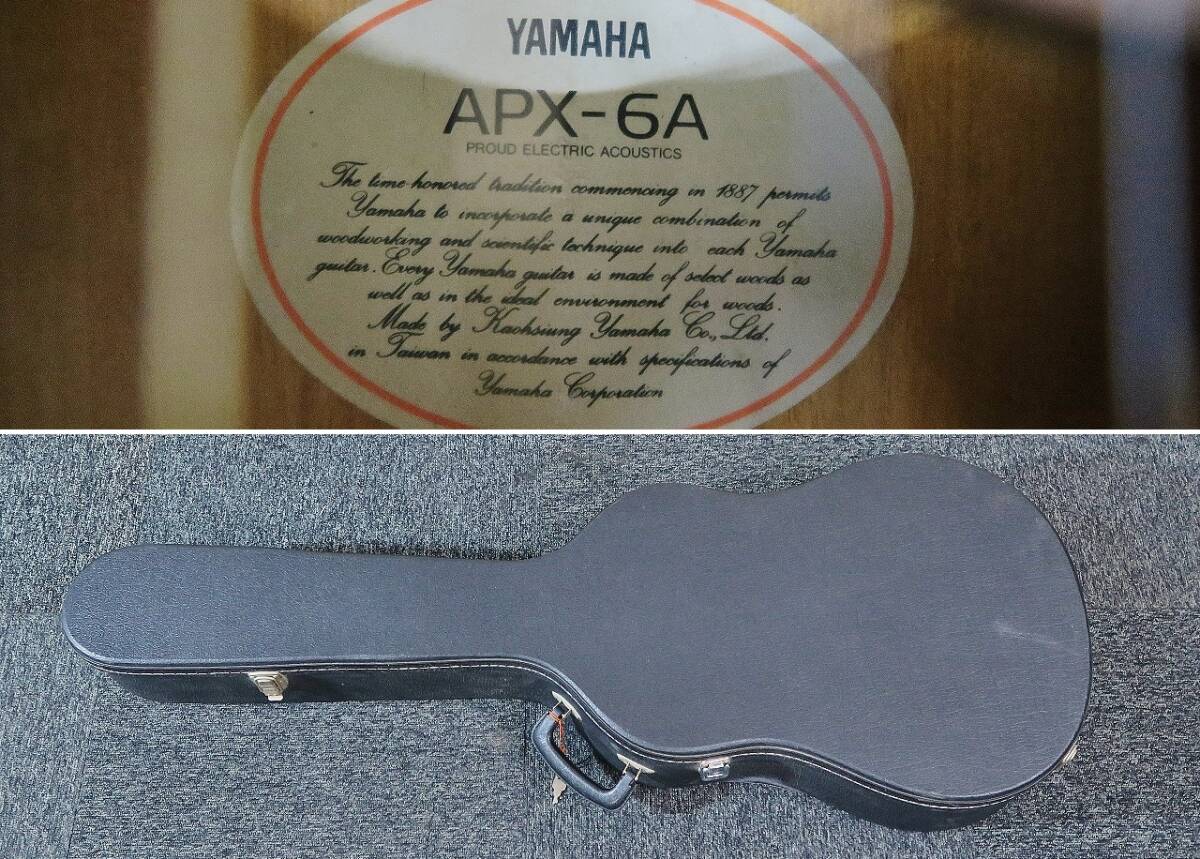 YAMAHA
APX-6A
PROUD ELECTRIC ACOUSTICS
The time-honored tradition commencing in 1887 permits
Yamaha to incorporate a unique combination of
woodworking and scientific technique into each Yamaha
guitar. Every Yamaha guitar is made of select woods as
well as in the ideal environment for woods.
Made by Kaohsiung Yamaha Co., Ltd.
in Taiwan in accordance with specifications of
Yamaha Corporation